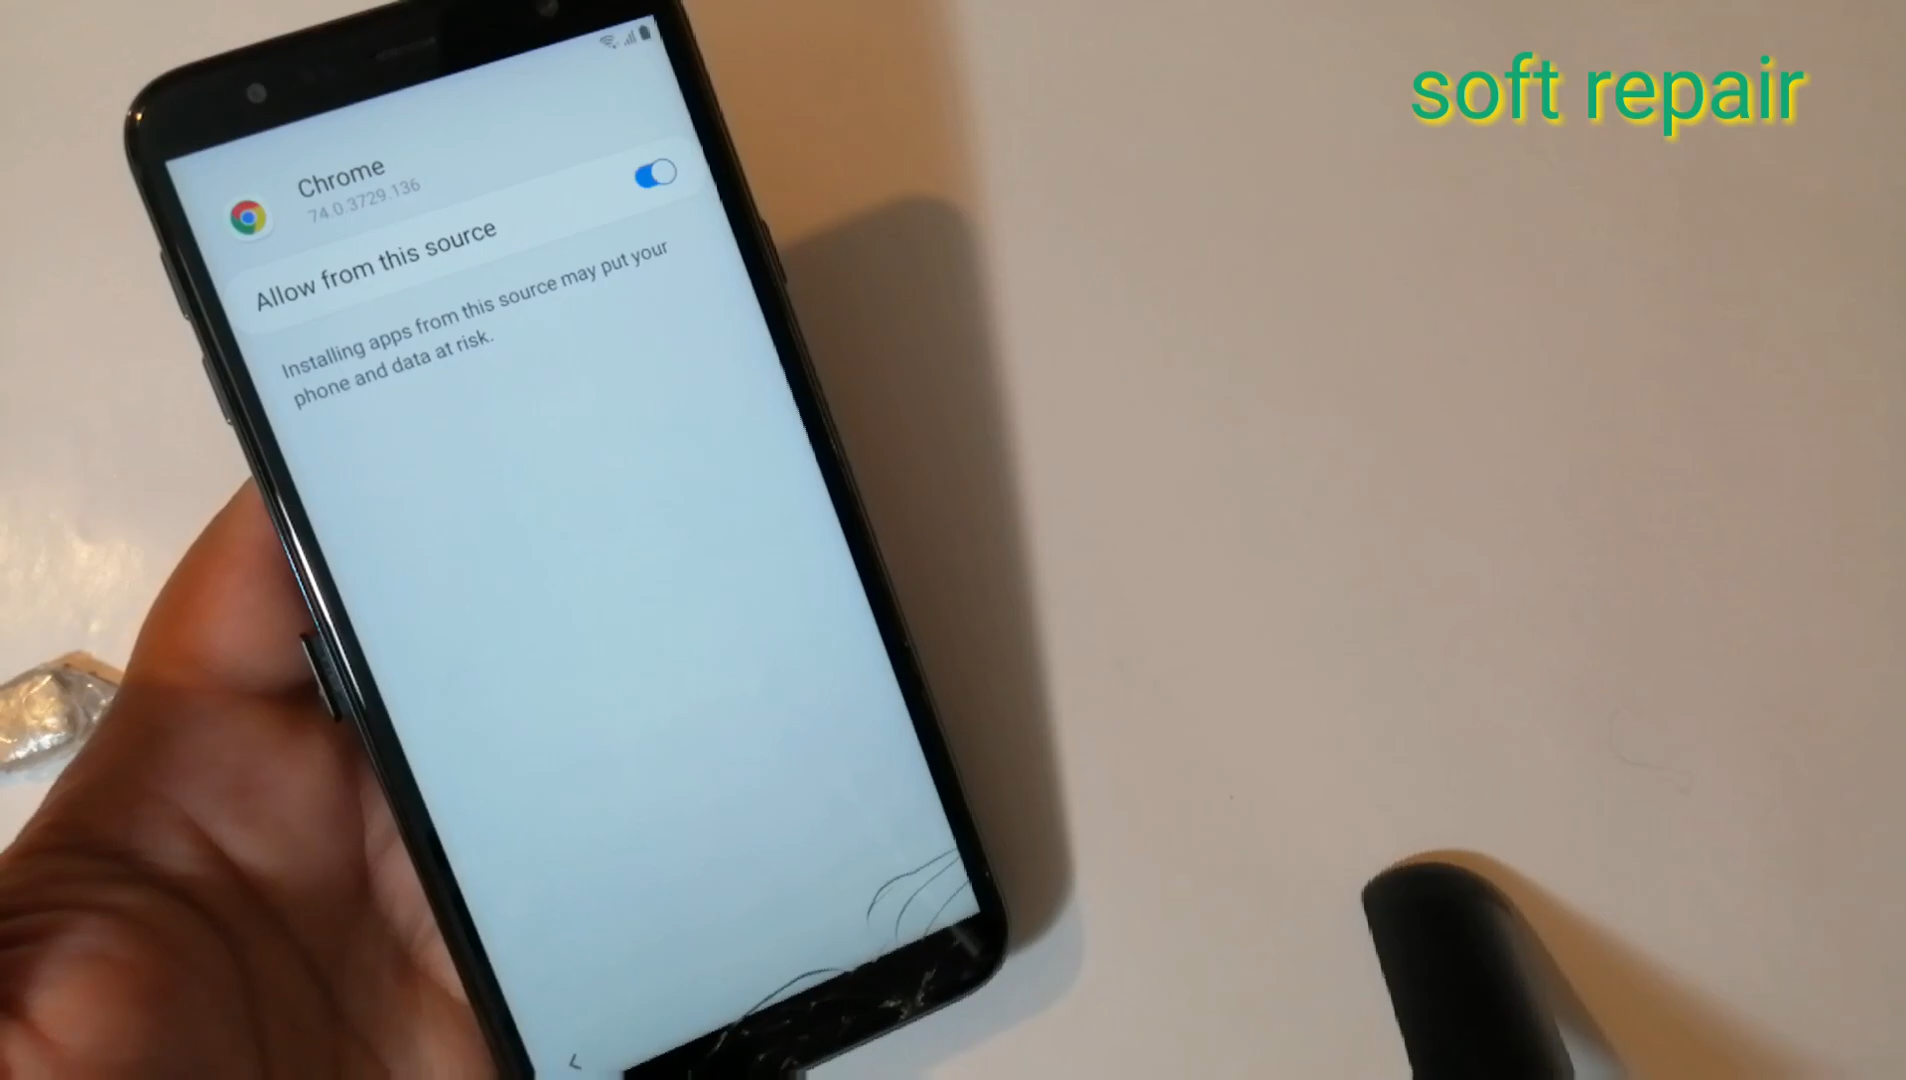 soft repair
Chrome
74.0.3729.136
Allow from this source
Installing apps from this source may put your
phone and data at risk.